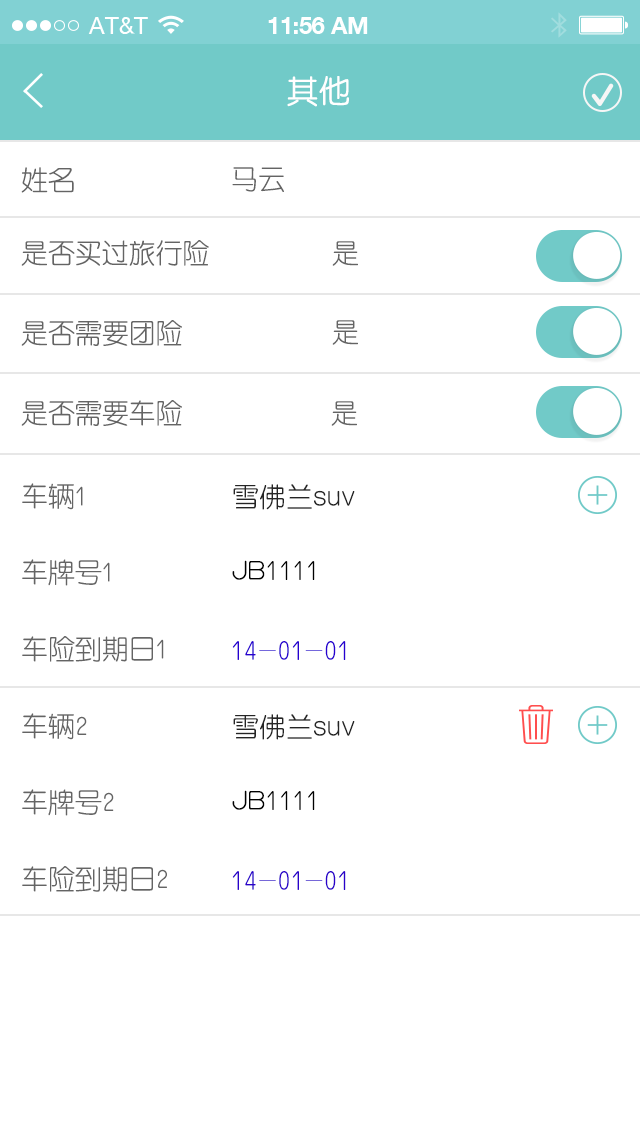 AT&T 11:56 AM
其他
姓名 马云
是否买过旅行险 是
是否需要团险 是
是否需要车险 是
车辆1 雪佛兰suv
车牌号1 JB1111
车险到期日1 14-01-01
车辆2 雪佛兰suv
车牌号2 JB1111
车险到期日2 14-01-01